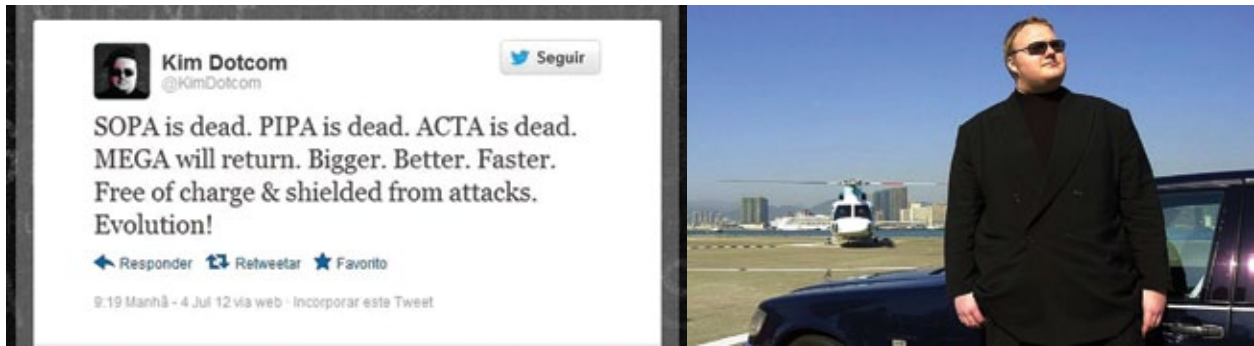 Kim Dotcom
@KimDotcom
Seguir
SOPA is dead. PIPA is dead. ACTA is dead.
MEGA will return. Bigger. Better. Faster.
Free of charge & shielded from attacks.
Evolution!
Responder Retweetar Favorito
9:19 Manhã - 4 Jul 12 via web · Incorporar este Tweet